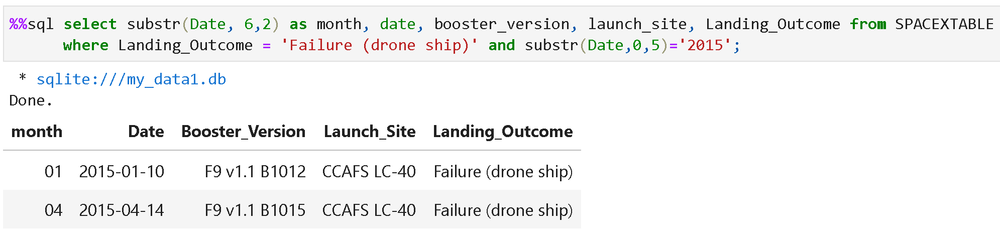 %%sql select substr(Date, 6,2) as month, date, booster_version, launch_site, Landing_Outcome from SPACEXTABLE
where Landing_Outcome = 'Failure (drone ship)' and substr(Date,0,5)='2015';
* sqlite:///my_data1.db
Done.
month Date Booster_Version Launch_Site Landing_Outcome
01 2015-01-10 F9 v1.1 B1012 CCAFS LC-40 Failure (drone ship)
04 2015-04-14 F9 v1.1 B1015 CCAFS LC-40 Failure (drone ship)